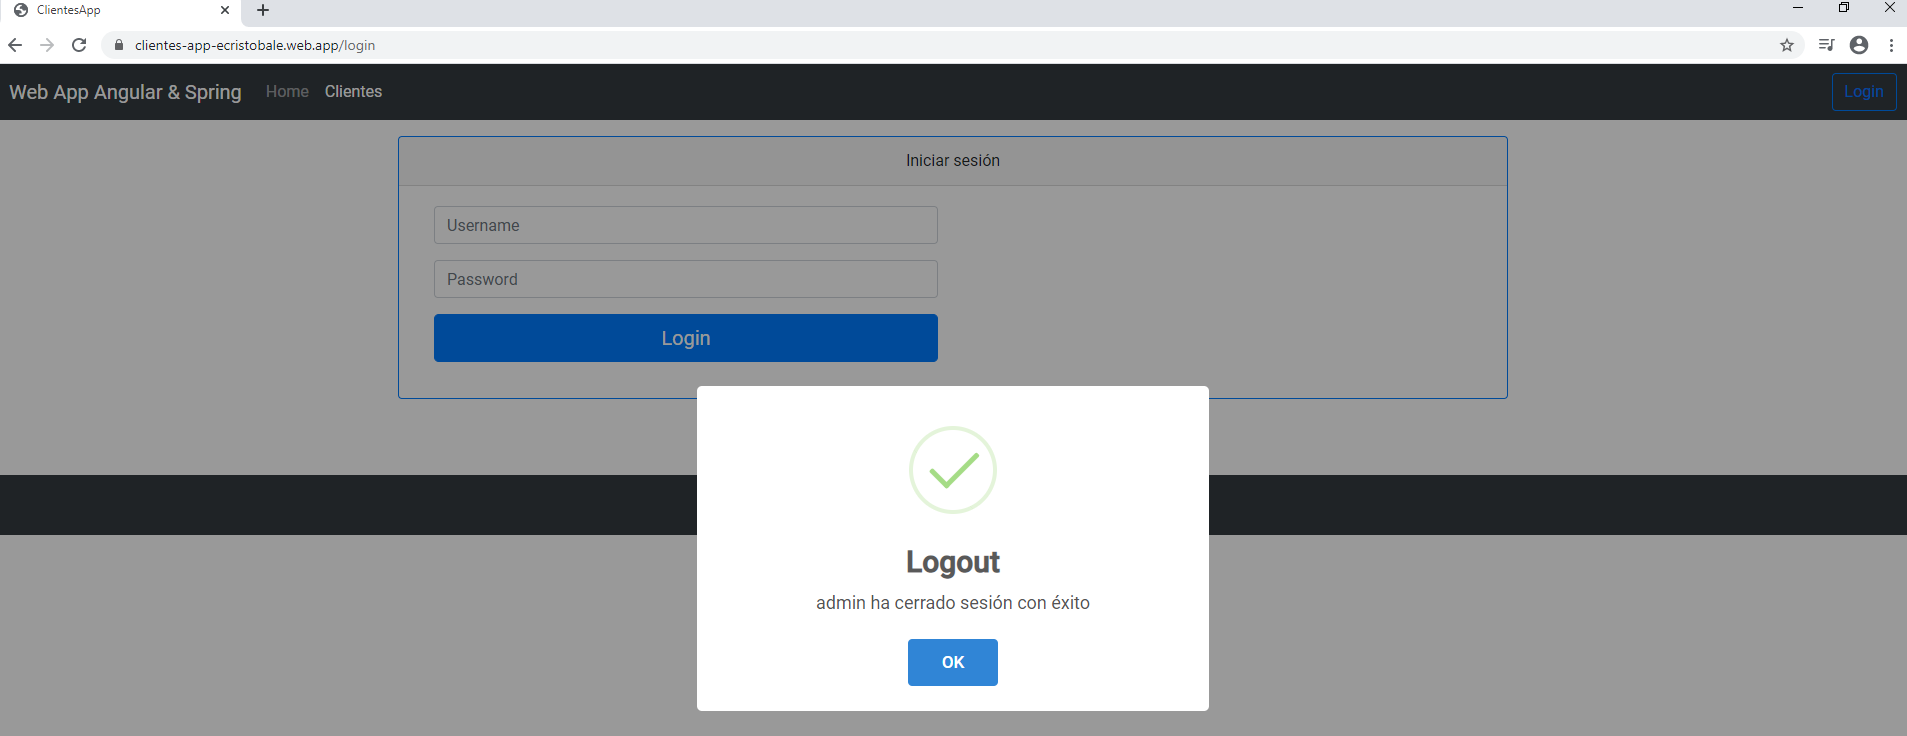 ClientesApp
clientes-app-ecristobale.web.app/login
Web App Angular & Spring Home Clientes Login
Iniciar sesión
Username
Password
Login
Logout
admin ha cerrado sesión con éxito
OK